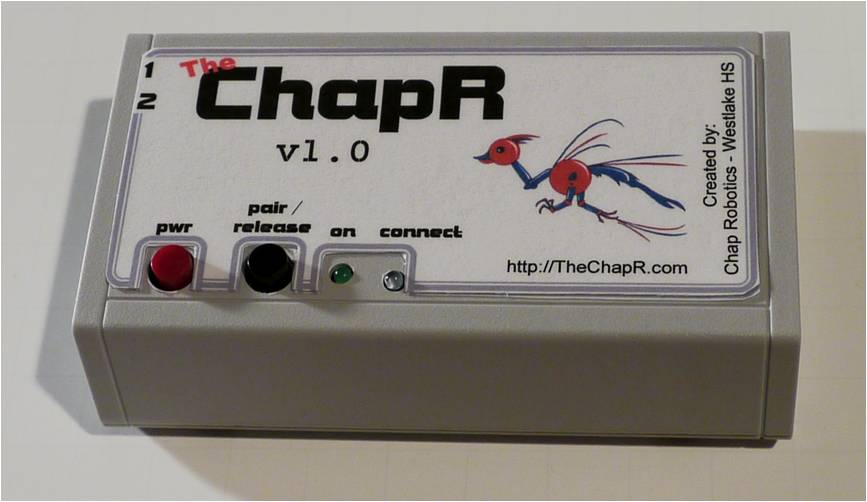 1
2
The
ChapR
v1.0
pwr
pair /
release
on
connect
http://TheChapR.com
Created by:
Chap Robotics - Westlake HS